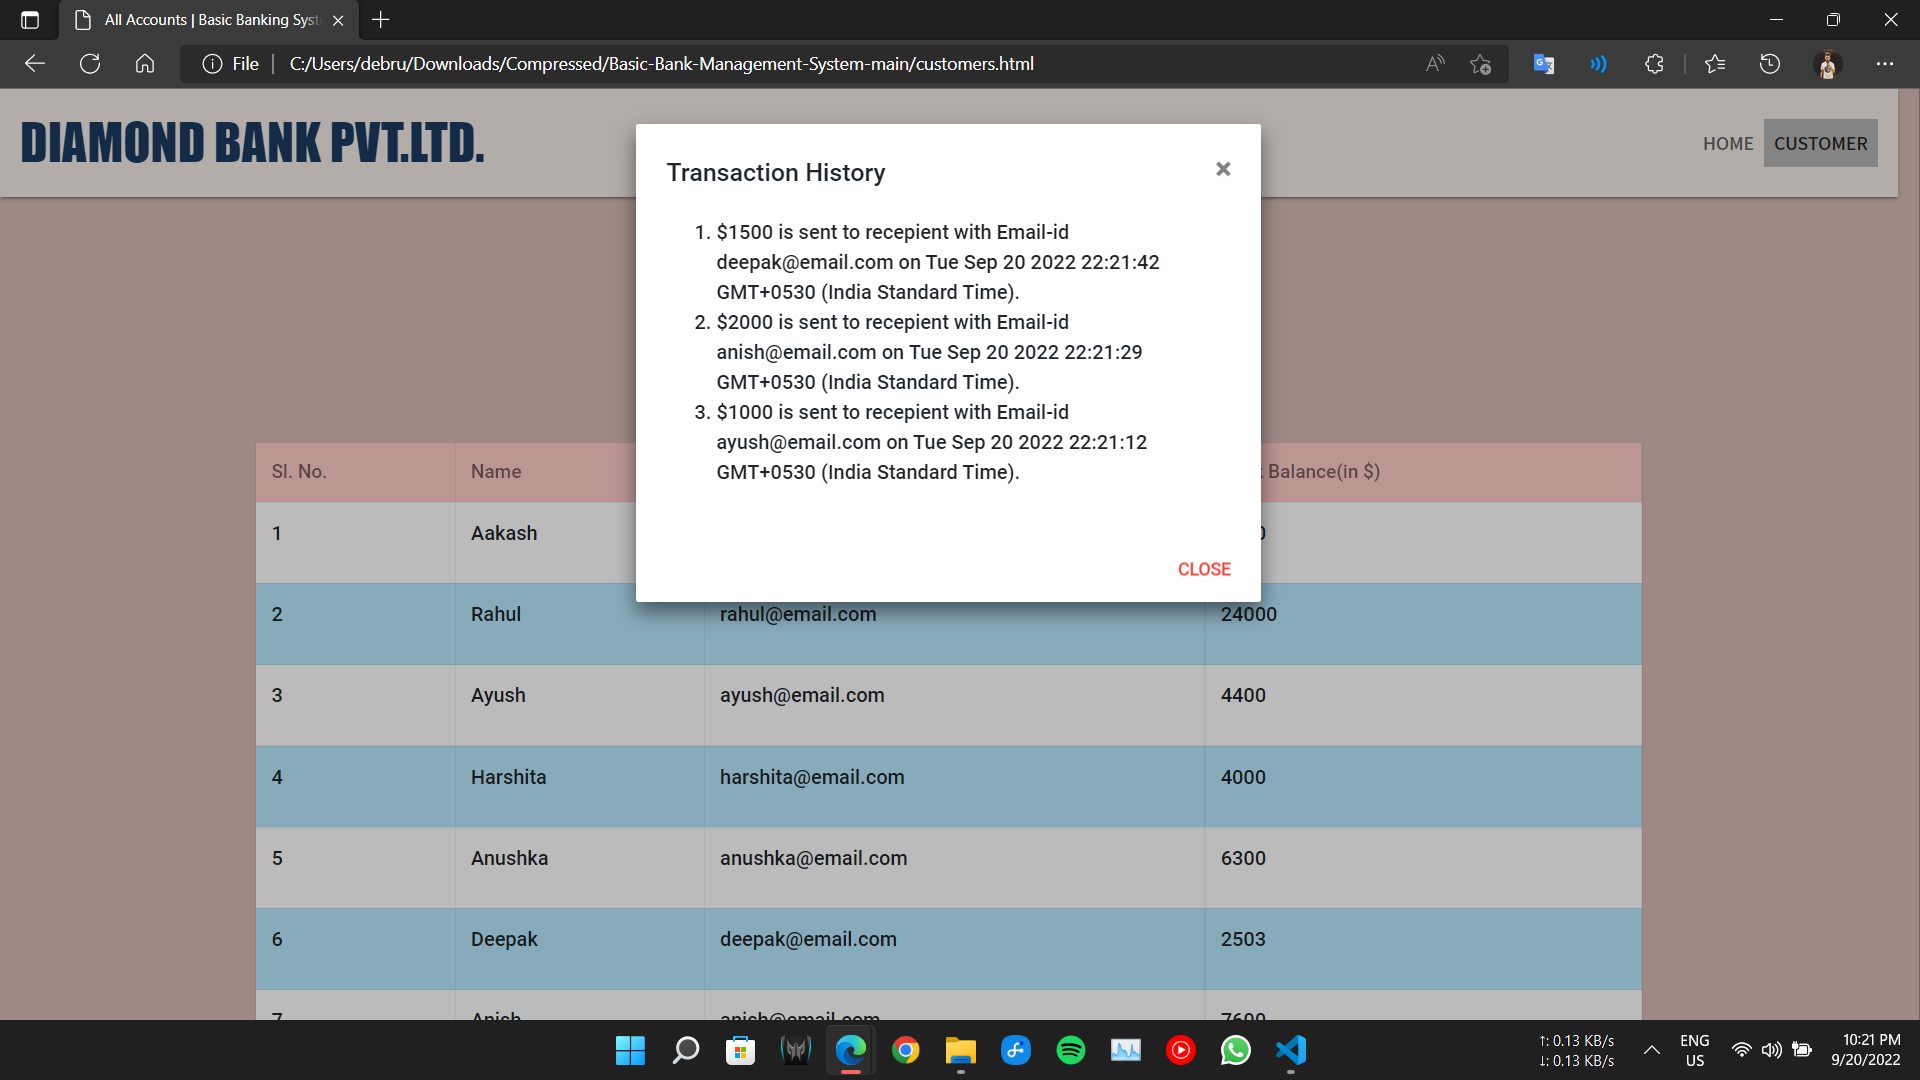 All Accounts | Basic Banking Syst
File
C:/Users/debru/Downloads/Compressed/Basic-Bank-Management-System-main/customers.html
DIAMOND BANK PVT.LTD.
HOME
CUSTOMER
Transaction History
×
1. $1500 is sent to recepient with Email-id
deepak@email.com on Tue Sep 20 2022 22:21:42
GMT+0530 (India Standard Time).
2. $2000 is sent to recepient with Email-id
anish@email.com on Tue Sep 20 2022 22:21:29
GMT+0530 (India Standard Time).
3. $1000 is sent to recepient with Email-id
ayush@email.com on Tue Sep 20 2022 22:21:12
GMT+0530 (India Standard Time).
CLOSE
Sl. No. Name Balance(in $)
1 Aakash
2 Rahul rahul@email.com 24000
3 Ayush ayush@email.com 4400
4 Harshita harshita@email.com 4000
5 Anushka anushka@email.com 6300
6 Deepak deepak@email.com 2503
7 Anish anish@email.com 7600
↑: 0.13 KB/s
↓: 0.13 KB/s
ENG
US
10:21 PM
9/20/2022